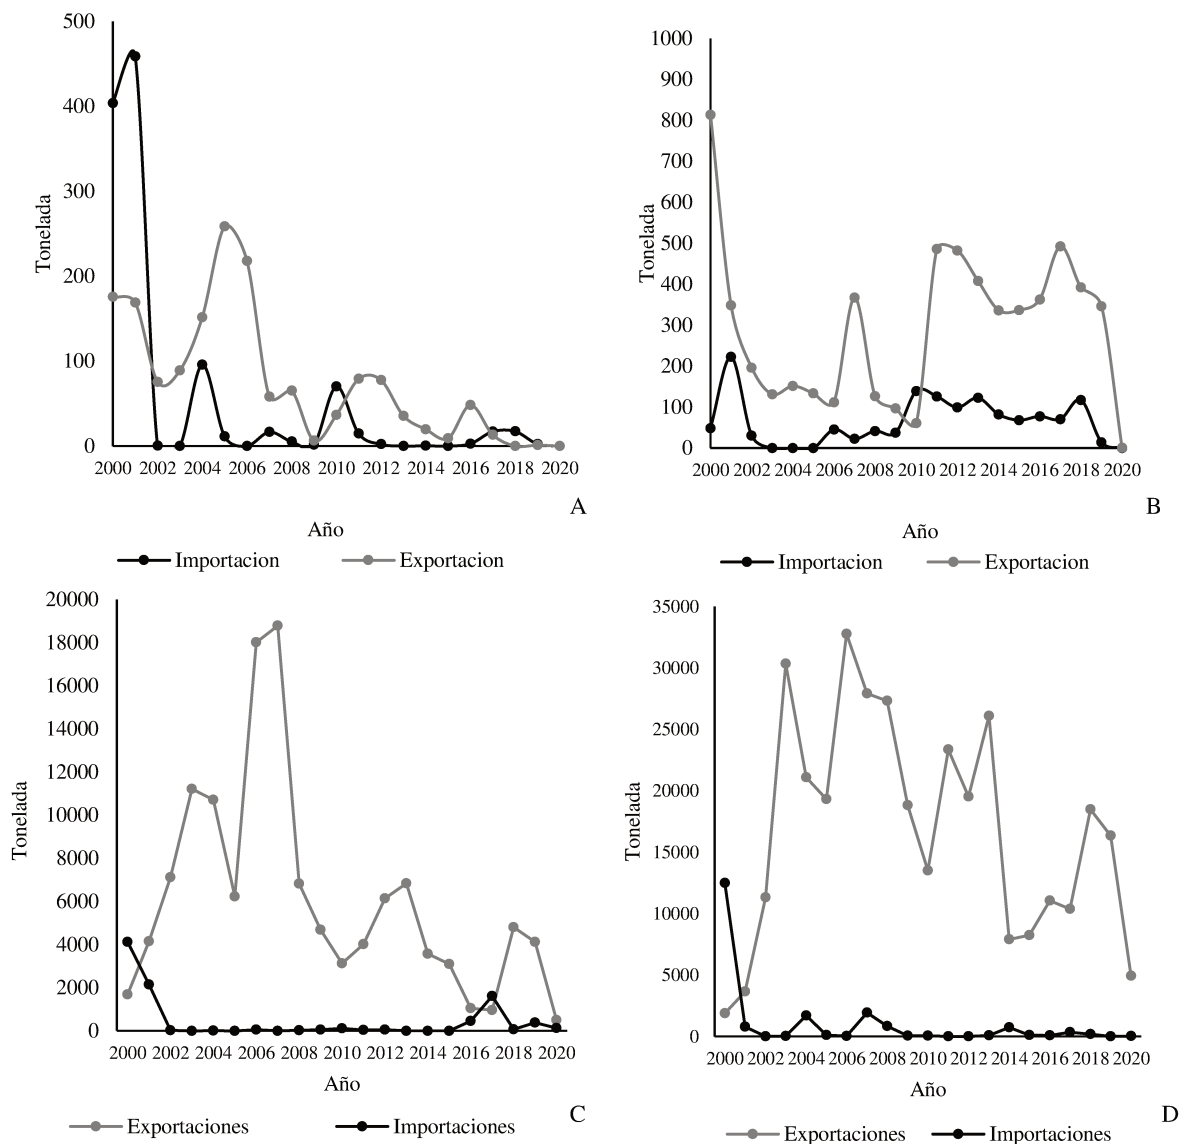 500
400
300
200
100
0
Tonelada
2000 2002 2004 2006 2008 2010 2012 2014 2016 2018 2020
A
Año
Importacion Exportacion
1000
900
800
700
600
500
400
300
200
100
0
Tonelada
2000 2002 2004 2006 2008 2010 2012 2014 2016 2018 2020
B
Año
Importacion Exportacion
20000
18000
16000
14000
12000
10000
8000
6000
4000
2000
0
Tonelada
2000 2002 2004 2006 2008 2010 2012 2014 2016 2018 2020
Año
C
Exportaciones Importaciones
35000
30000
25000
20000
15000
10000
5000
0
Tonelada
2000 2002 2004 2006 2008 2010 2012 2014 2016 2018 2020
Año
D
Exportaciones Importaciones